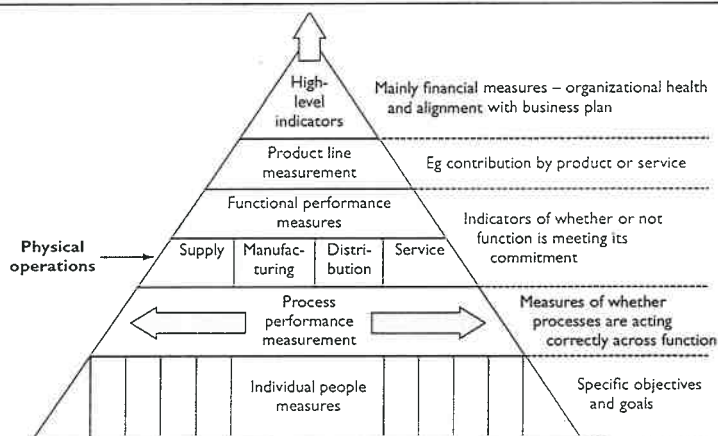 High-
level
indicators
Mainly financial measures – organizational health
and alignment with business plan
Product line
measurement
Eg contribution by product or service
Functional performance
measures
Indicators of whether or not
function is meeting its
commitment
Physical
operations
Supply
Manufac-
turing
Distri-
bution
Service
Process
performance
measurement
Measures of whether
processes are acting
correctly across function
Individual people
measures
Specific objectives
and goals